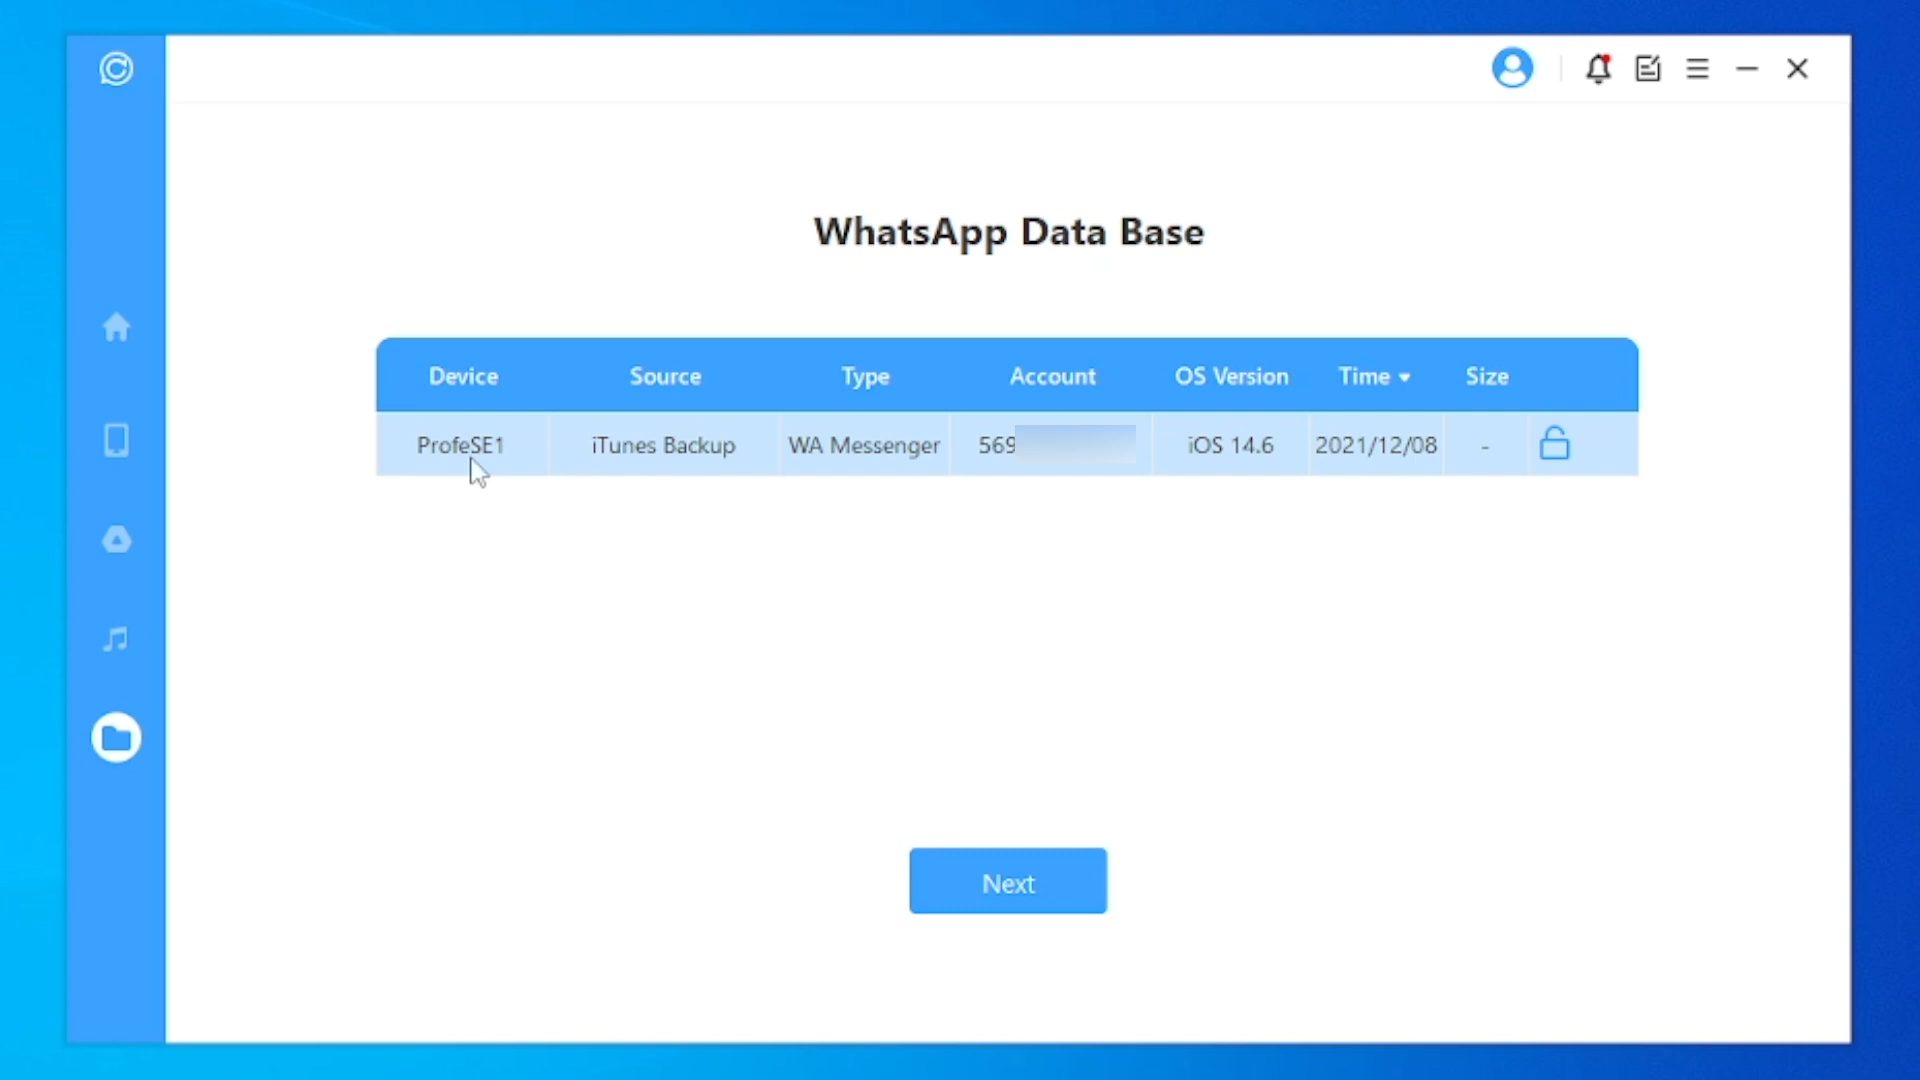 WhatsApp Data Base
Device Source Type Account OS Version Time Size
ProfeSE1 iTunes Backup WA Messenger 569 iOS 14.6 2021/12/08 -
Next